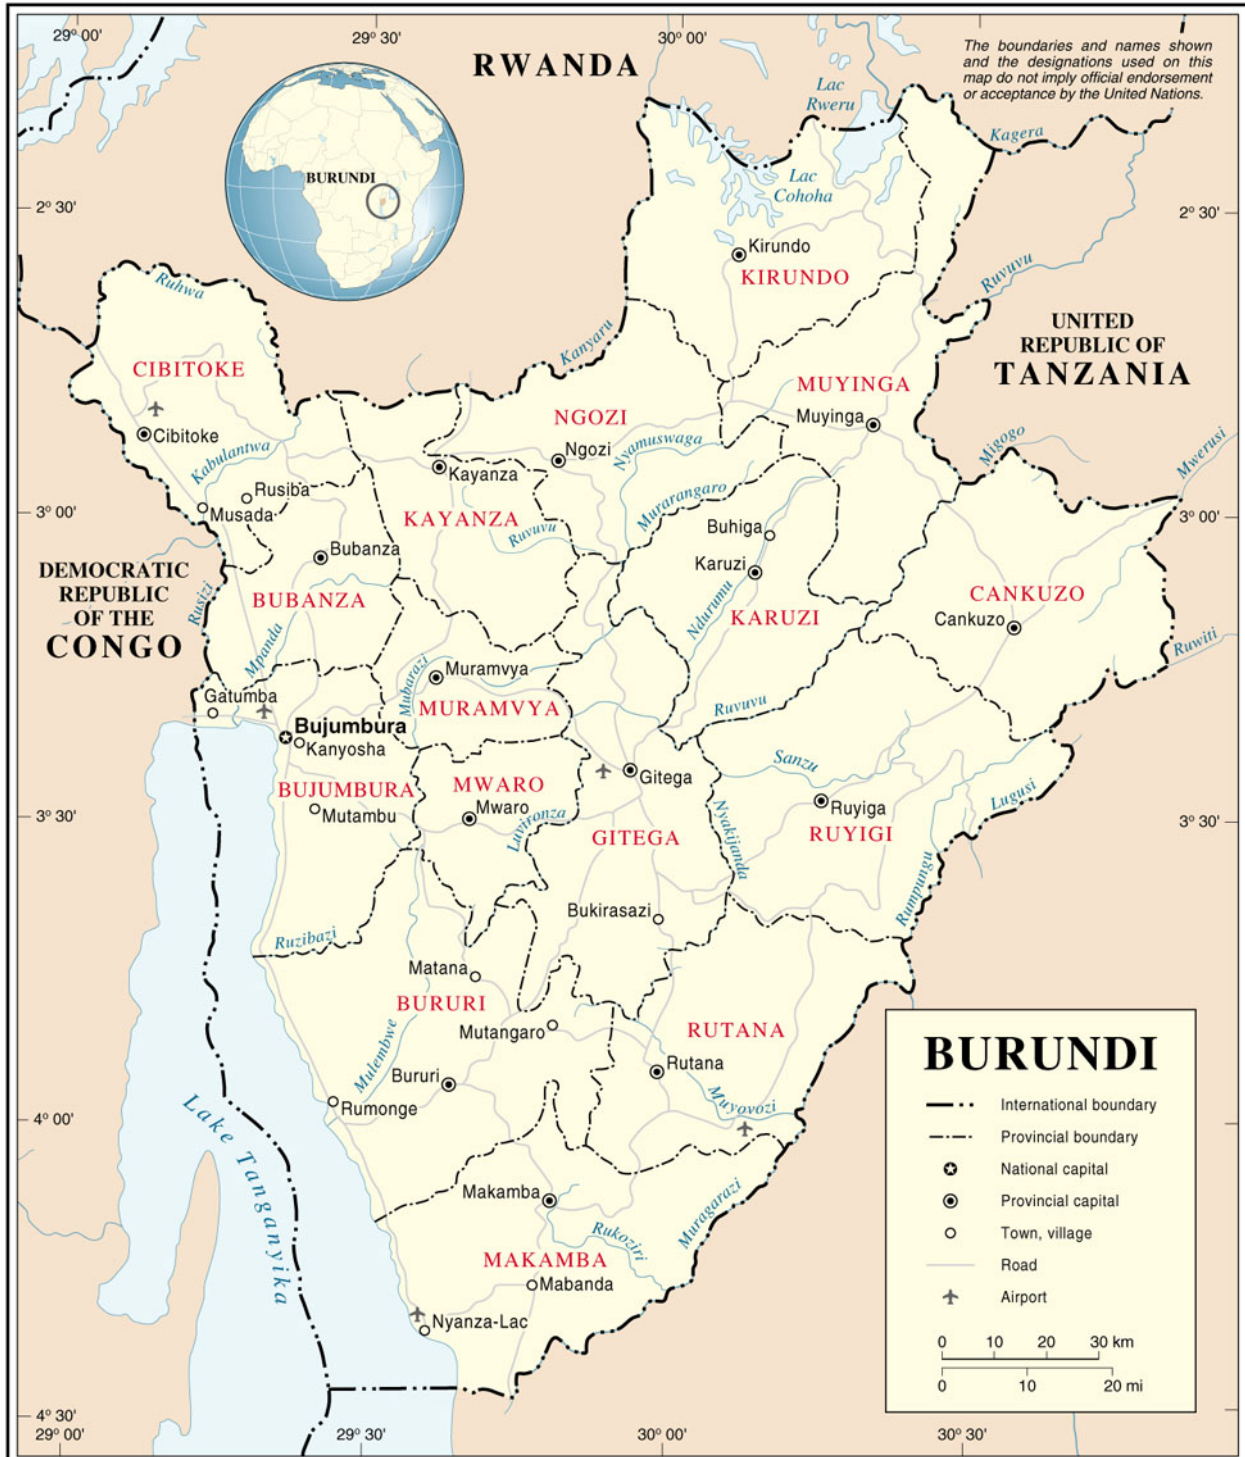 29° 00'
29° 30'
30° 00'
RWANDA
The boundaries and names shown
and the designations used on this
map do not imply official endorsement
or acceptance by the United Nations.
Lac
Rweru
Kagera
BURUNDI
Lac
Cohoha
2° 30'
2° 30'
Kirundo
KIRUNDO
Ruvuvu
Ruhwa
Kanyaru
UNITED
REPUBLIC OF
TANZANIA
CIBITOKE
MUYINGA
NGOZI
Muyinga
Cibitoke
Kabulantwa
Ngozi
Nyamuswaga
Migogo
Mwerusi
Kayanza
Rusiba
Murarangaro
Musada
3° 00'
3° 00'
KAYANZA
Ruvuvu
Buhiga
Bubanza
Karuzi
DEMOCRATIC
REPUBLIC
OF THE
CONGO
Rusizi
BUBANZA
Ndurumu
KARUZI
CANKUZO
Cankuzo
Mpanda
Ruwiti
Mubarazi
Muramvya
Gatumba
MURAMVYA
Ruvuvu
Bujumbura
Kanyosha
Sanzu
Gitega
BUJUMBURA
MWARO
Lugusi
Mutambu
Mwaro
Luvironza
Ruyiga
3° 30'
3° 30'
GITEGA
Nyakijanda
RUYIGI
Rumpungu
Bukirasazi
Ruzibazi
Matana
BURURI
Mutangaro
RUTANA
Mulembwe
Bururi
Rutana
Rumonge
Muyovozi
4° 00'
Lake Tanganyika
Makamba
Muragarazi
Rukoziri
MAKAMBA
Mabanda
Nyanza-Lac
BURUNDI
International boundary
Provincial boundary
National capital
Provincial capital
Town, village
Road
Airport
0 10 20 30 km
0 10 20 mi
4° 30'
29° 00'
29° 30'
30° 00'
30° 30'